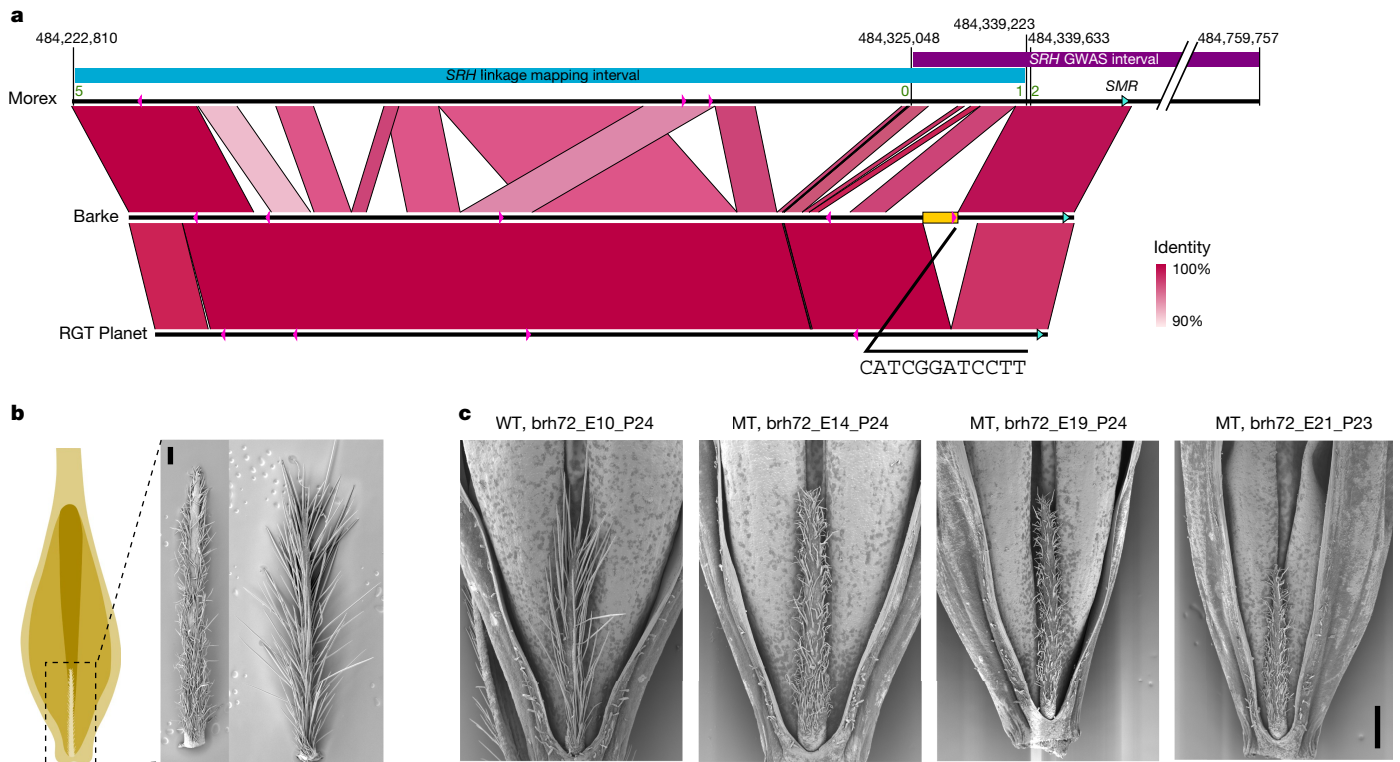 a
484,222,810
484,325,048
484,339,223
484,339,633
484,759,757
SRH GWAS interval
SRH linkage mapping interval
5
0
1
2
SMR
Morex
Barke
Identity
100%
90%
RGT Planet
CATCGGATCCTT
b
c
WT, brh72_E10_P24
MT, brh72_E14_P24
MT, brh72_E19_P24
MT, brh72_E21_P23